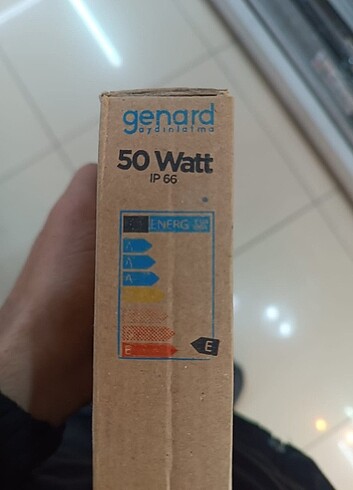 genard
aydınlatma
50 Watt
IP 66
ENERG
A
A
A
E
E